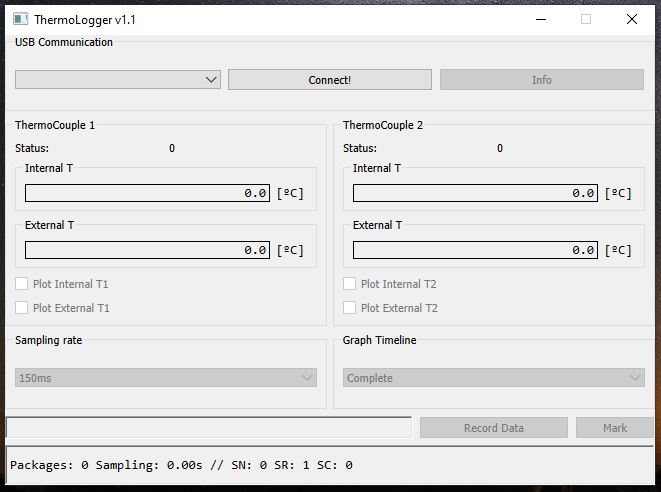 ThermoLogger v1.1
USB Communication
Connect!
Info
ThermoCouple 1
Status: 0
Internal T
0.0 [ºC]
External T
0.0 [ºC]
Plot Internal T1
Plot External T1
ThermoCouple 2
Status: 0
Internal T
0.0 [ºC]
External T
0.0 [ºC]
Plot Internal T2
Plot External T2
Sampling rate
150ms
Graph Timeline
Complete
Record Data
Mark
Packages: 0 Sampling: 0.00s // SN: 0 SR: 1 SC: 0